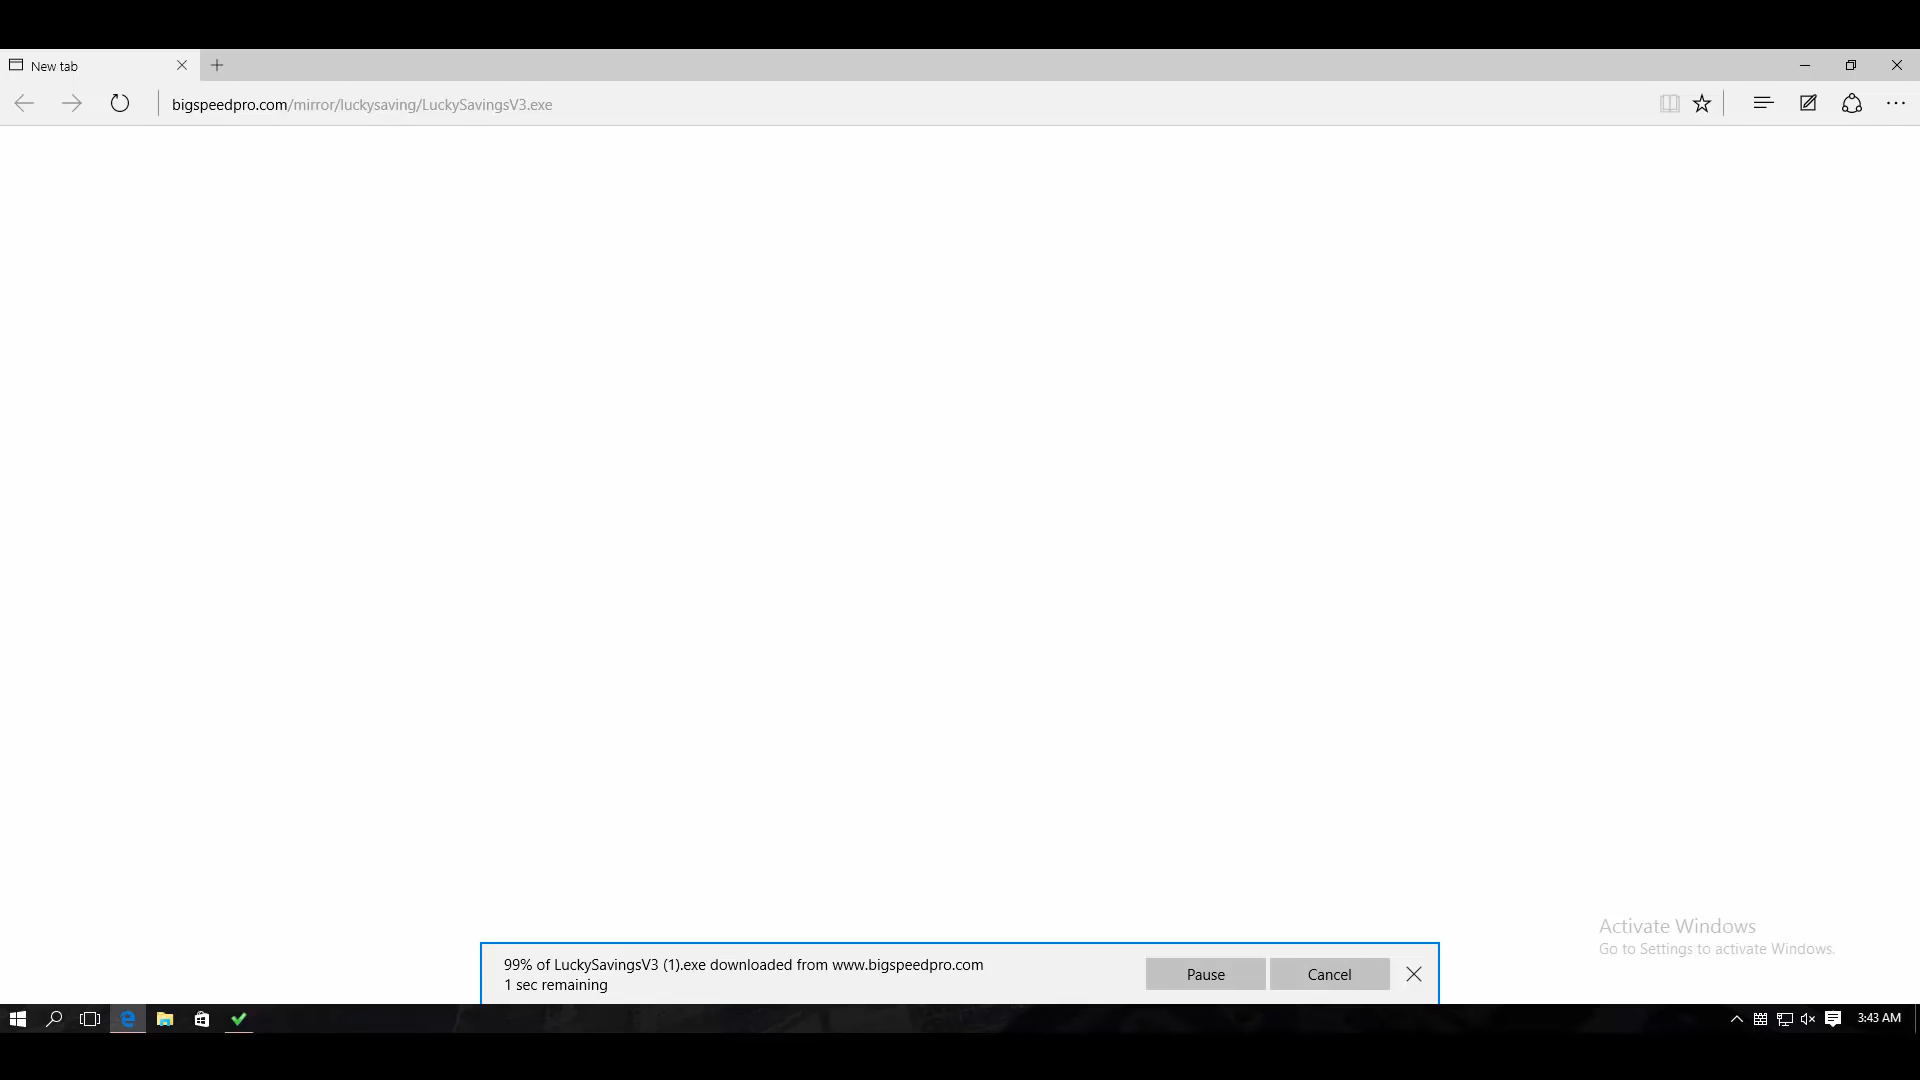 New tab
bigspeedpro.com/mirror/luckysaving/LuckySavingsV3.exe
Activate Windows
Go to Settings to activate Windows.
99% of LuckySavingsV3 (1).exe downloaded from www.bigspeedpro.com
1 sec remaining
Pause
Cancel
3:43 AM